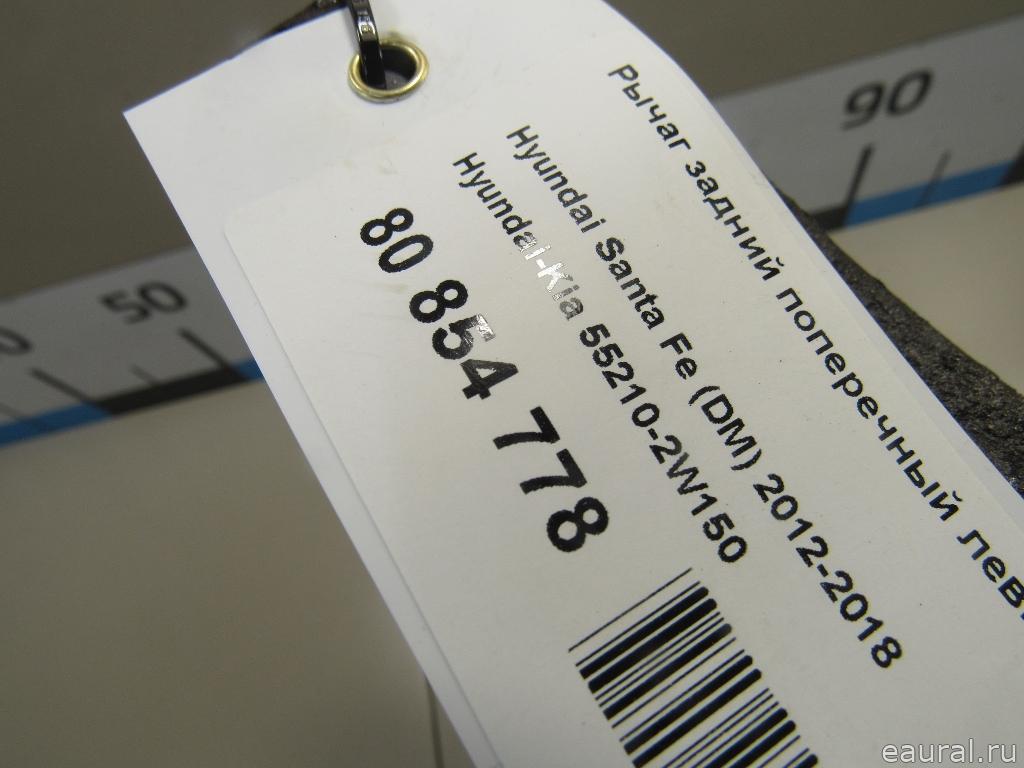 Рычаг задний поперечный лев
Hyundai Santa Fe (DM) 2012-2018
Hyundai-Kia 55210-2W150
80 854 778
50
90
eaural.ru